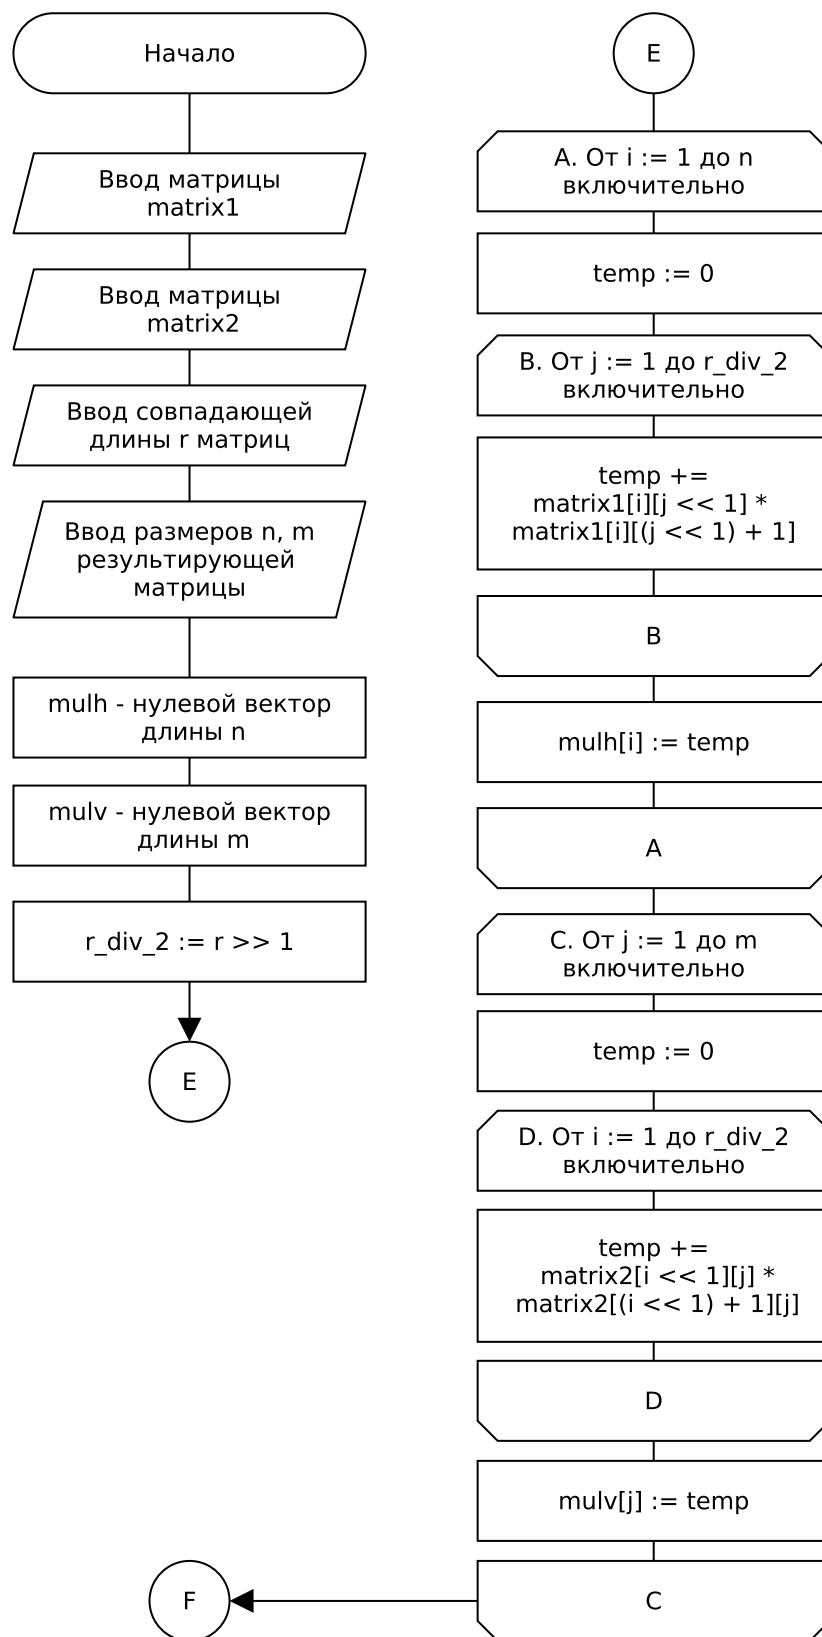 Начало
Ввод матрицы
matrix1
Ввод матрицы
matrix2
Ввод совпадающей
длины r матриц
Ввод размеров n, m
результирующей
матрицы
mulh - нулевой вектор
длины n
mulv - нулевой вектор
длины m
r_div_2 := r >> 1
E
E
A. От i := 1 до n
включительно
temp := 0
B. От j := 1 до r_div_2
включительно
temp +=
matrix1[i][j << 1] *
matrix1[i][(j << 1) + 1]
B
mulh[i] := temp
A
C. От j := 1 до m
включительно
temp := 0
D. От i := 1 до r_div_2
включительно
temp +=
matrix2[i << 1][j] *
matrix2[(i << 1) + 1][j]
D
mulv[j] := temp
C
F